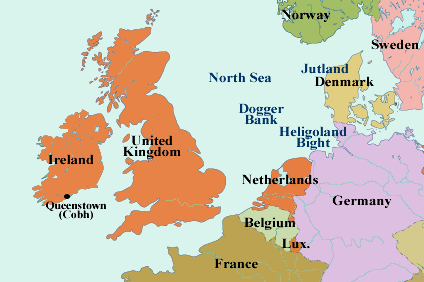 Norway
Sweden
North Sea
Jutland
Denmark
Dogger
Bank
Heligoland
Bight
United
Kingdom
Ireland
Netherlands
Queenstown
(Cobh)
Germany
Belgium
Lux.
France